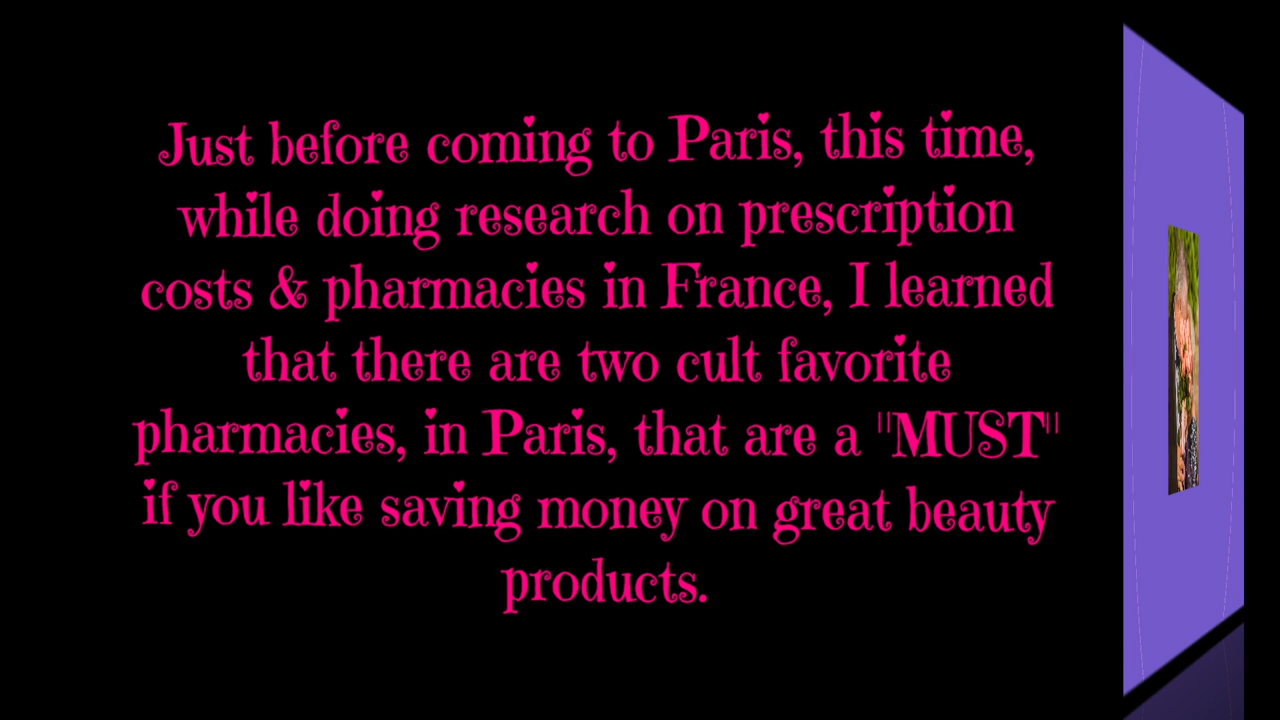 Just before coming to Paris, this time,
while doing research on prescription
costs & pharmacies in France, I learned
that there are two cult favorite
pharmacies, in Paris, that are a "MUST"
if you like saving money on great beauty
products.